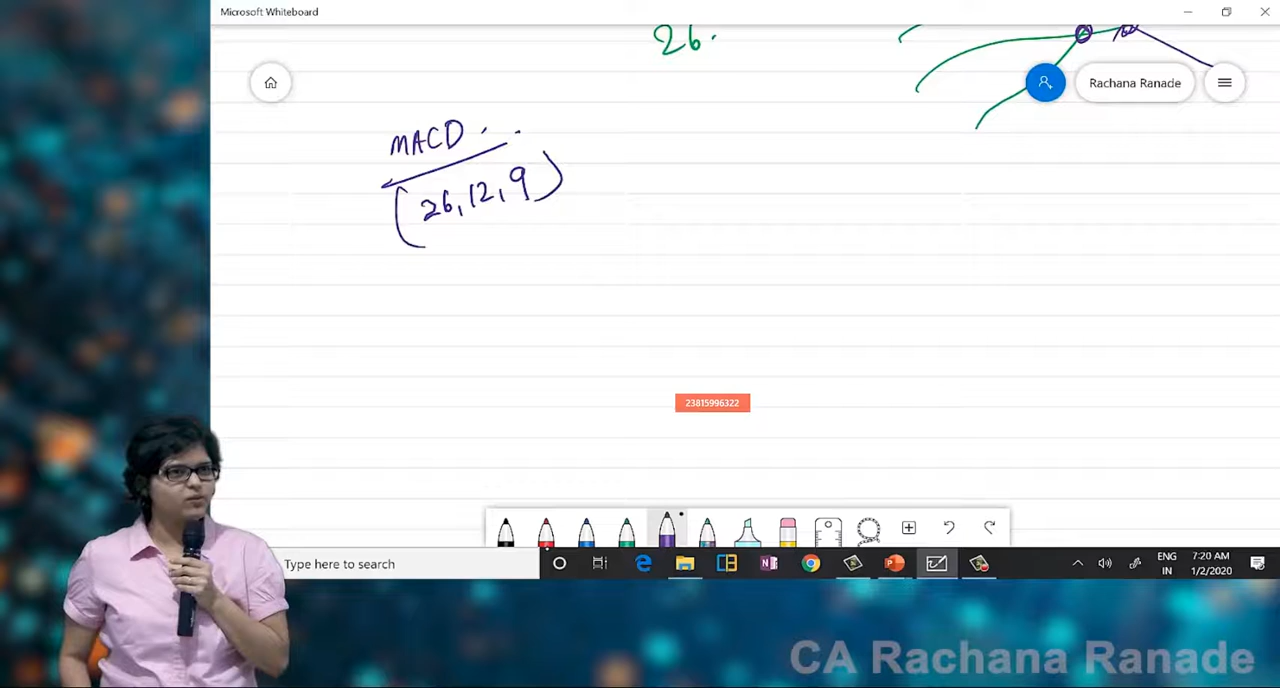 Microsoft Whiteboard
26.
Rachana Ranade
MACD
(26, 12, 9)
23815996322
Type here to search
ENG
IN
7:20 AM
1/2/2020
CA Rachana Ranade